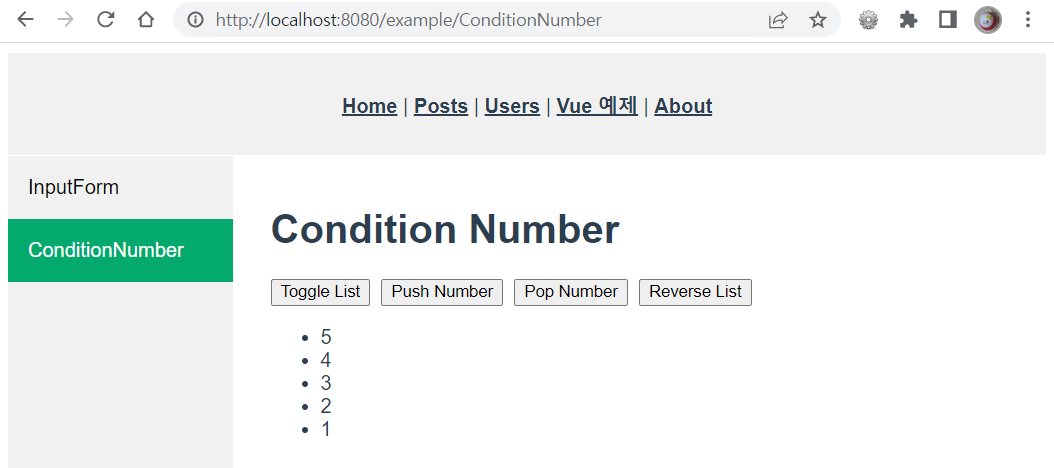 http://localhost:8080/example/ConditionNumber
Home | Posts | Users | Vue 예제 | About
InputForm
ConditionNumber
Condition Number
Toggle List Push Number Pop Number Reverse List
5
4
3
2
1